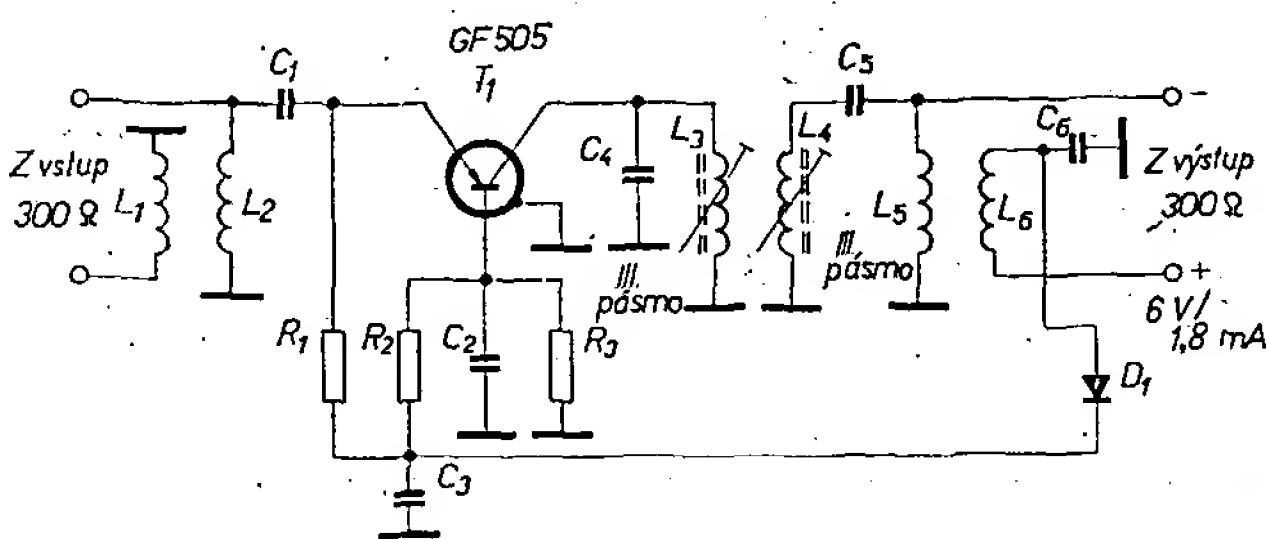 GF505
T₁
C₁
C₅
C₆
Z vstup
300 Ω
L₁
L₂
C₄
L₃
L₄
L₅
L₆
Z výstup
300 Ω
III.
pásmo
III.
pásmo
R₁
R₂
C₂
R₃
C₃
D₁
−
+
6 V/
1,8 mA